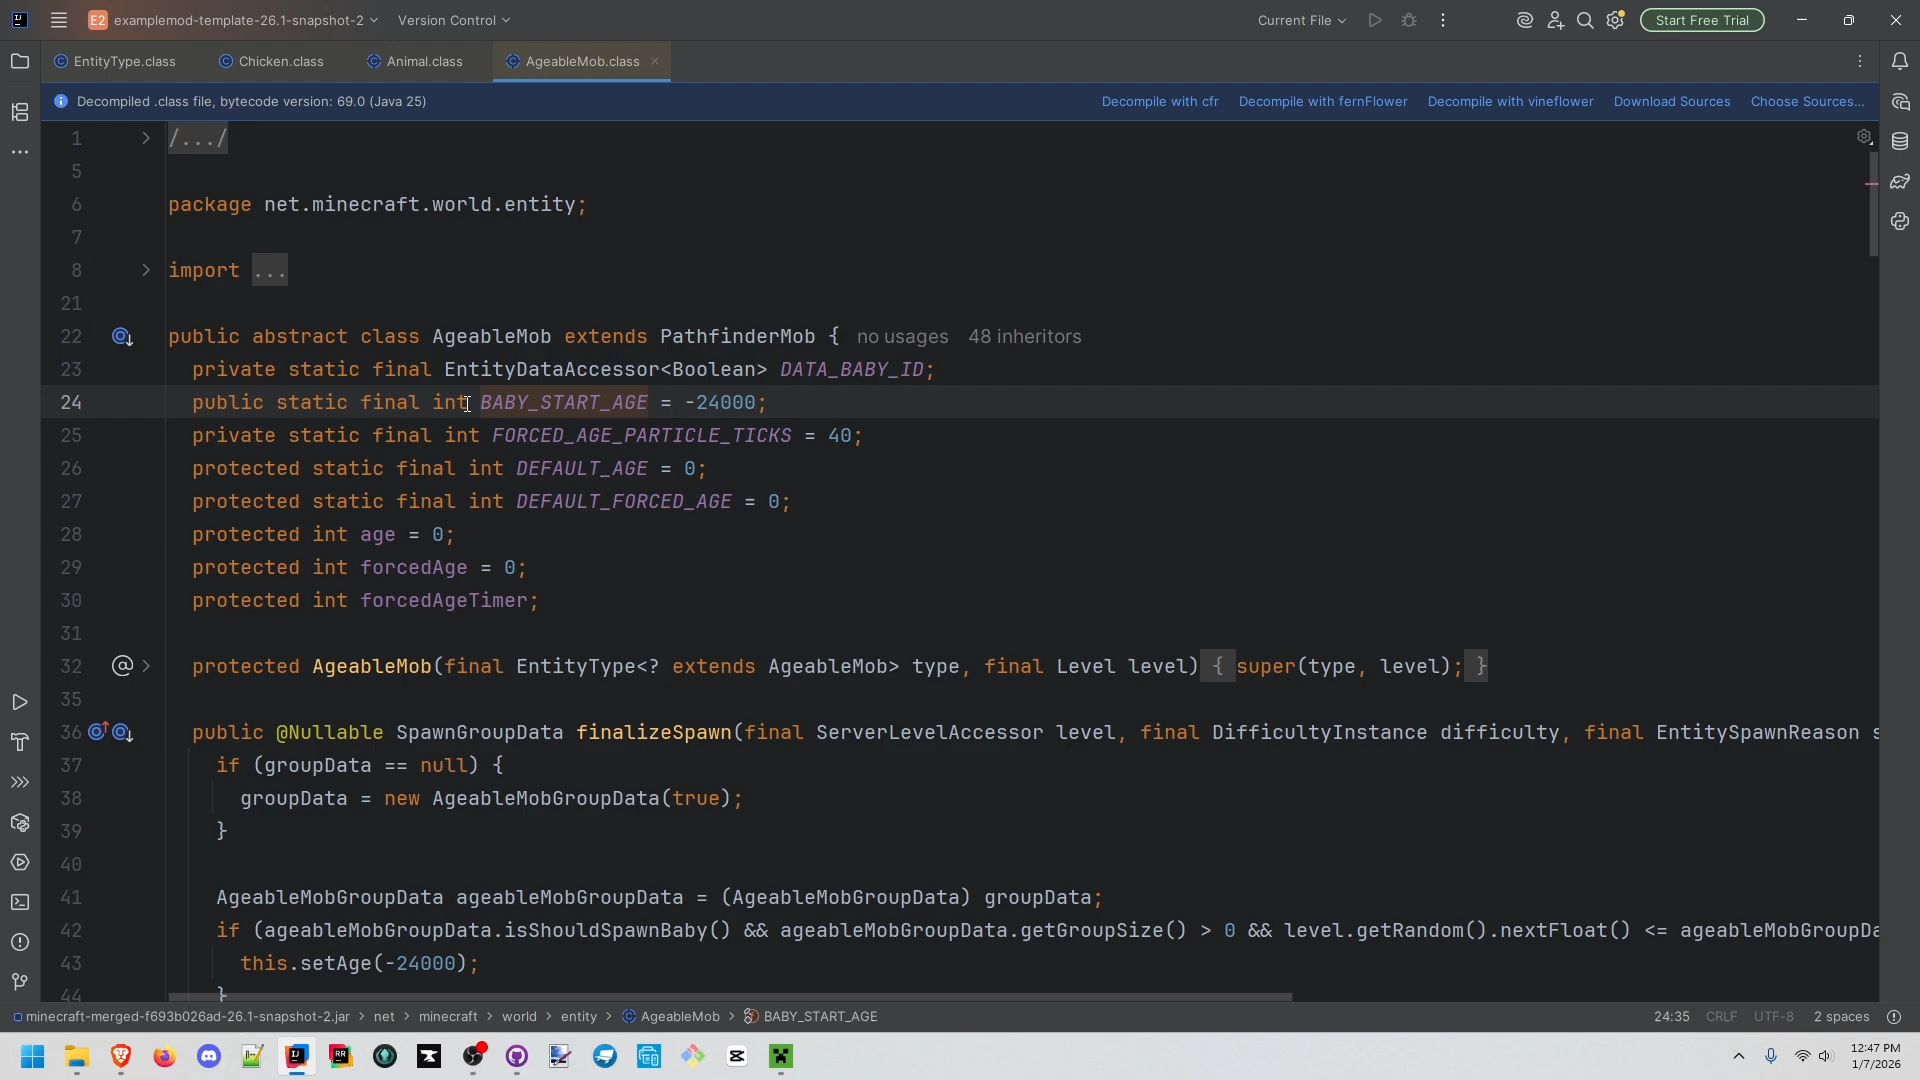 E2 examplemod-template-26.1-snapshot-2 Version Control Current File Start Free Trial
EntityType.class Chicken.class Animal.class AgeableMob.class
Decompiled .class file, bytecode version: 69.0 (Java 25) Decompile with cfr Decompile with fernFlower Decompile with vineflower Download Sources Choose Sources...
1 /.../
5
6 package net.minecraft.world.entity;
7
8 import ...
21
22 public abstract class AgeableMob extends PathfinderMob { no usages 48 inheritors
23 private static final EntityDataAccessor<Boolean> DATA_BABY_ID;
24 public static final int BABY_START_AGE = -24000;
25 private static final int FORCED_AGE_PARTICLE_TICKS = 40;
26 protected static final int DEFAULT_AGE = 0;
27 protected static final int DEFAULT_FORCED_AGE = 0;
28 protected int age = 0;
29 protected int forcedAge = 0;
30 protected int forcedAgeTimer;
31
32 protected AgeableMob(final EntityType<? extends AgeableMob> type, final Level level) { super(type, level); }
35
36 public @Nullable SpawnGroupData finalizeSpawn(final ServerLevelAccessor level, final DifficultyInstance difficulty, final EntitySpawnReason s
37 if (groupData == null) {
38 groupData = new AgeableMobGroupData(true);
39 }
40
41 AgeableMobGroupData ageableMobGroupData = (AgeableMobGroupData) groupData;
42 if (ageableMobGroupData.isShouldSpawnBaby() && ageableMobGroupData.getGroupSize() > 0 && level.getRandom().nextFloat() <= ageableMobGroupDa
43 this.setAge(-24000);
44 }
minecraft-merged-f693b026ad-26.1-snapshot-2.jar > net > minecraft > world > entity > AgeableMob > BABY_START_AGE 24:35 CRLF UTF-8 2 spaces
12:47 PM
1/7/2026